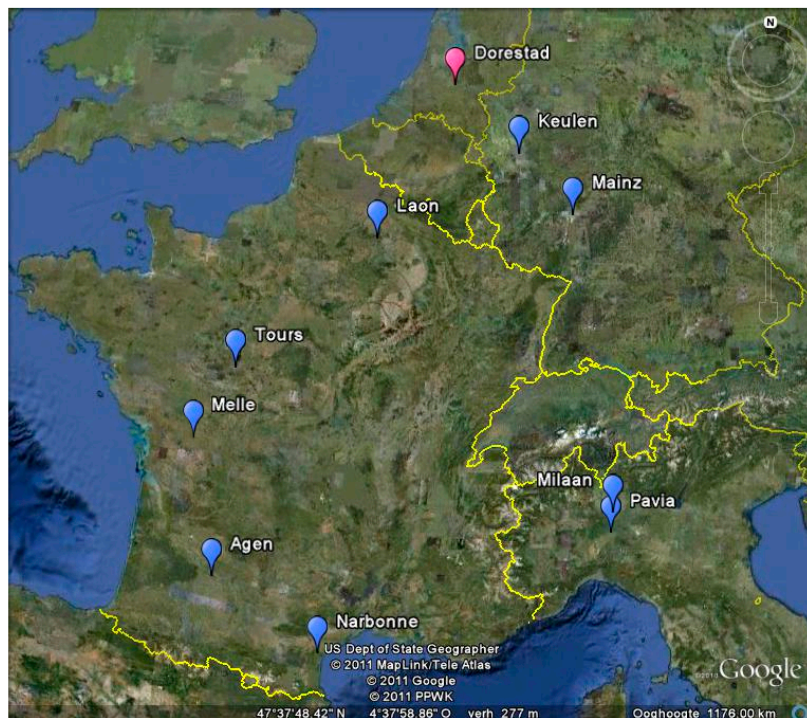 N
Dorestad
Keulen
Mainz
Laon
Tours
Melle
Milaan
Pavia
Agen
Narbonne
US Dept of State Geographer
© 2011 MapLink/Tele Atlas
© 2011 Google
© 2011 PPWK
©2011 Google
47°37'48.42" N 4°37'58.86" O verh 277 m Ooghoogte 1176.00 km